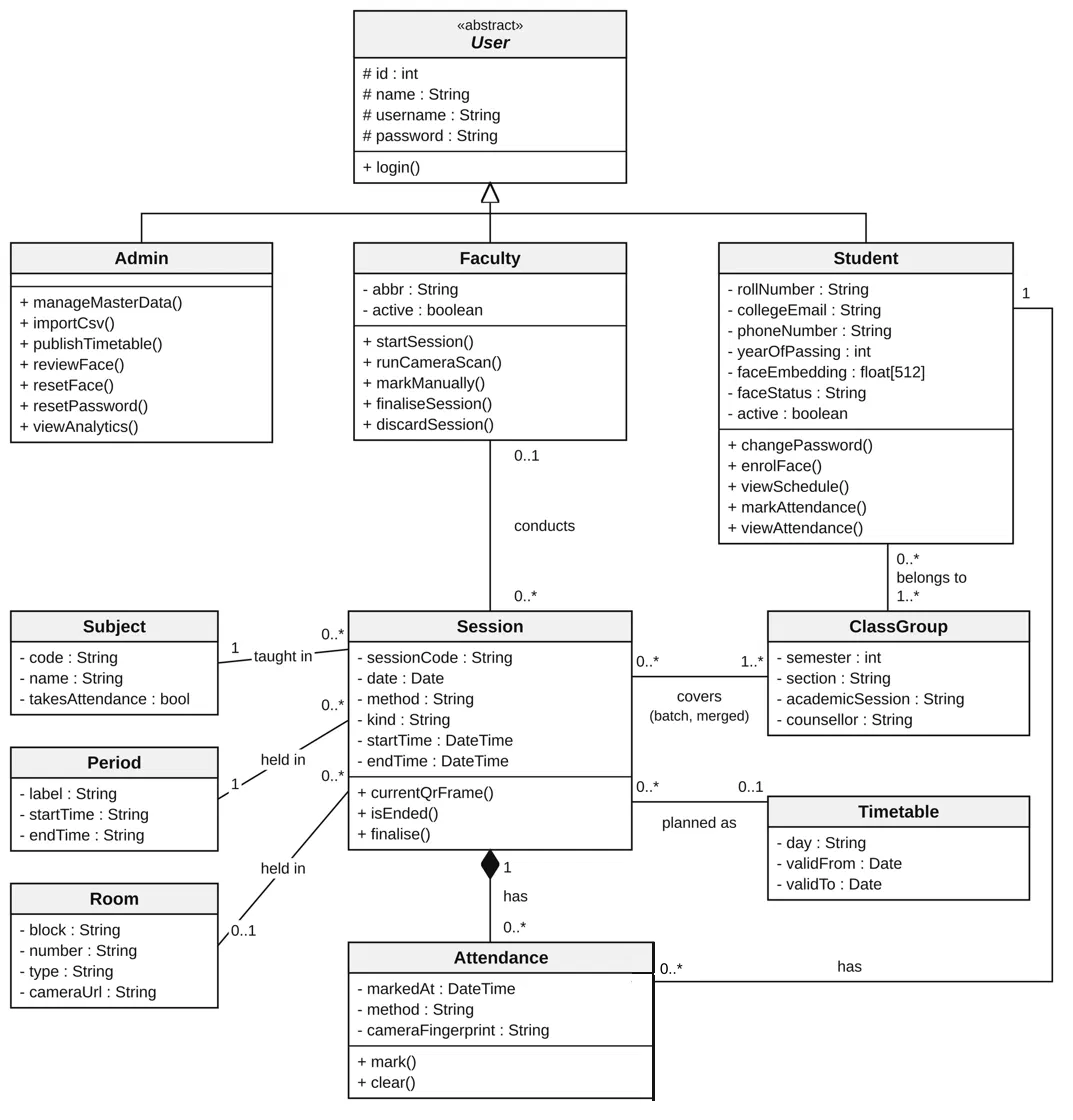 «abstract»
User
# id : int
# name : String
# username : String
# password : String
+ login()
Admin
+ manageMasterData()
+ importCsv()
+ publishTimetable()
+ reviewFace()
+ resetFace()
+ resetPassword()
+ viewAnalytics()
Faculty
- abbr : String
- active : boolean
+ startSession()
+ runCameraScan()
+ markManually()
+ finaliseSession()
+ discardSession()
Student
- rollNumber : String
- collegeEmail : String
- phoneNumber : String
- yearOfPassing : int
- faceEmbedding : float[512]
- faceStatus : String
- active : boolean
+ changePassword()
+ enrolFace()
+ viewSchedule()
+ markAttendance()
+ viewAttendance()
1
0..1
conducts
0..*
0..*
belongs to
1..*
Subject
- code : String
- name : String
- takesAttendance : bool
1
taught in
0..*
Session
- sessionCode : String
- date : Date
- method : String
- kind : String
- startTime : DateTime
- endTime : DateTime
+ currentQrFrame()
+ isEnded()
+ finalise()
0..*
1..*
covers
(batch, merged)
ClassGroup
- semester : int
- section : String
- academicSession : String
- counsellor : String
Period
- label : String
- startTime : String
- endTime : String
1
held in
0..*
0..*
0..1
planned as
Timetable
- day : String
- validFrom : Date
- validTo : Date
Room
- block : String
- number : String
- type : String
- cameraUrl : String
0..1
held in
0..*
1
has
0..*
Attendance
- markedAt : DateTime
- method : String
- cameraFingerprint : String
+ mark()
+ clear()
0..*
has